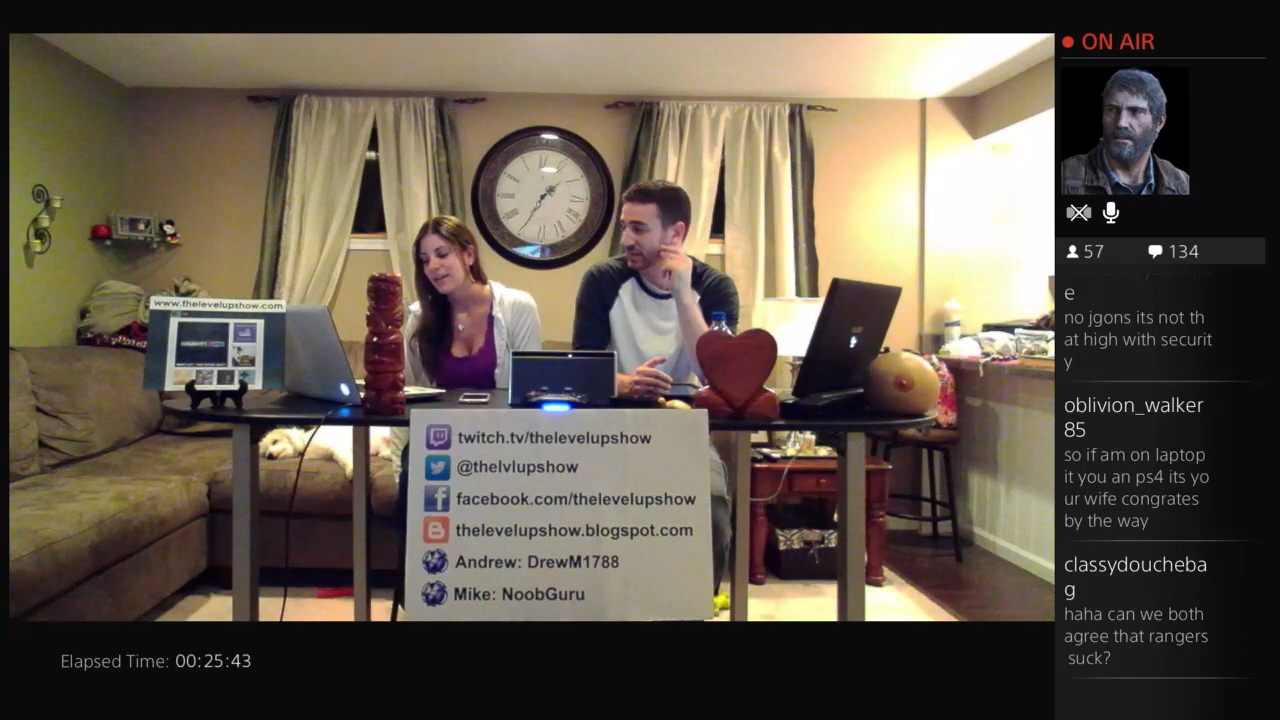 www.thelevelupshow.com
twitch.tv/thelevelupshow
@thelvlupshow
facebook.com/thelevelupshow
thelevelupshow.blogspot.com
Andrew: DrewM1788
Mike: NoobGuru
Elapsed Time: 00:25:43
ON AIR
57 134
e
no jgons its not th
at high with securit
y
oblivion_walker
85
so if am on laptop
it you an ps4 its yo
ur wife congrates
by the way
classydoucheba
g
haha can we both
agree that rangers
suck?